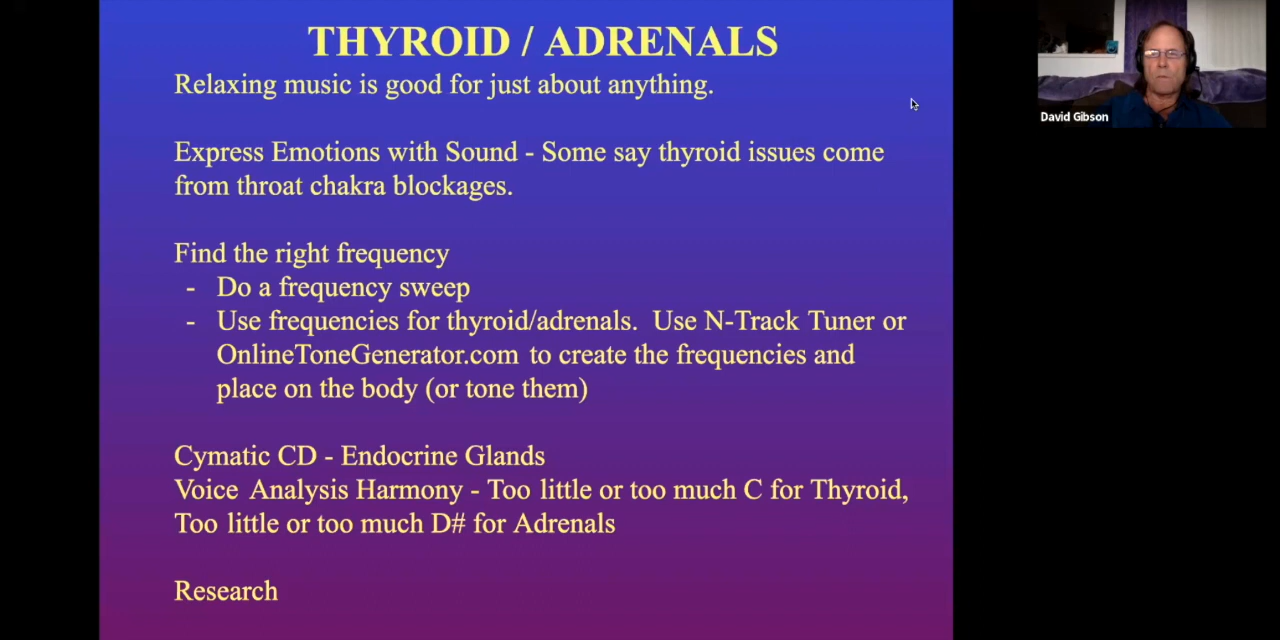 THYROID / ADRENALS
Relaxing music is good for just about anything.
Express Emotions with Sound - Some say thyroid issues come
from throat chakra blockages.
Find the right frequency
- Do a frequency sweep
- Use frequencies for thyroid/adrenals. Use N-Track Tuner or
OnlineToneGenerator.com to create the frequencies and
place on the body (or tone them)
Cymatic CD - Endocrine Glands
Voice Analysis Harmony - Too little or too much C for Thyroid,
Too little or too much D# for Adrenals
Research
David Gibson